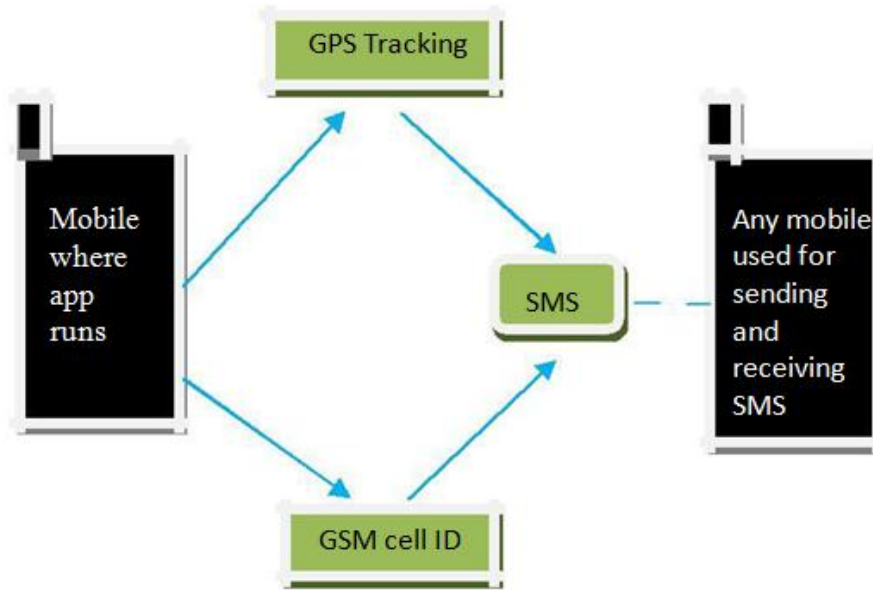 GPS Tracking
Mobile
where
app
runs
SMS
Any mobile
used for
sending
and
receiving
SMS
GSM cell ID